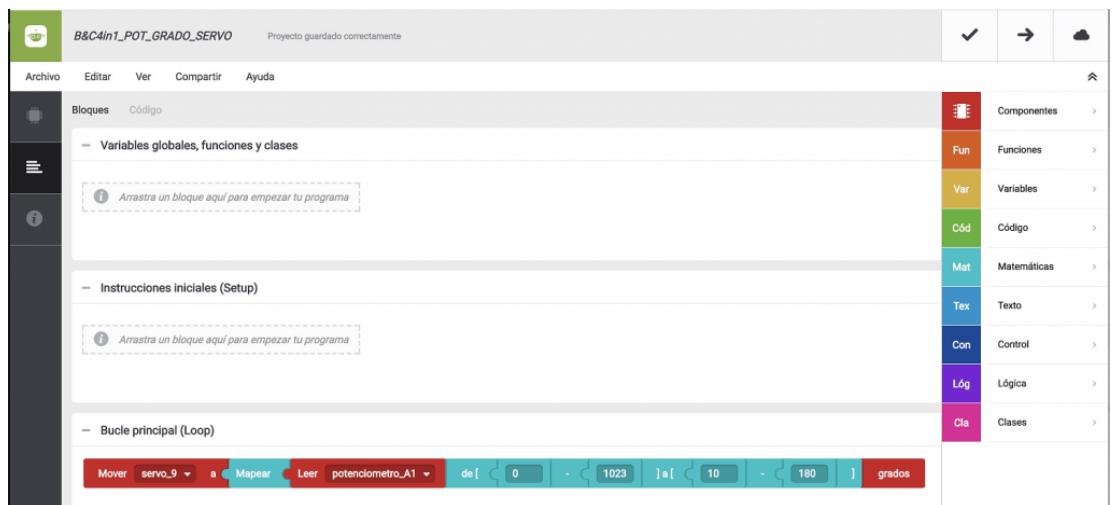 B&C4in1_POT_GRADO_SERVO Proyecto guardado correctamente
Archivo Editar Ver Compartir Ayuda
Bloques Código
Variables globales, funciones y clases
Arrastra un bloque aquí para empezar tu programa
Instrucciones iniciales (Setup)
Arrastra un bloque aquí para empezar tu programa
Bucle principal (Loop)
Mover servo_9 a Mapear Leer potenciometro_A1 de [ 0 - 1023 ] a [ 10 - 180 ] grados
Componentes
Fun Funciones
Var Variables
Cód Código
Mat Matemáticas
Tex Texto
Con Control
Lóg Lógica
Cla Clases